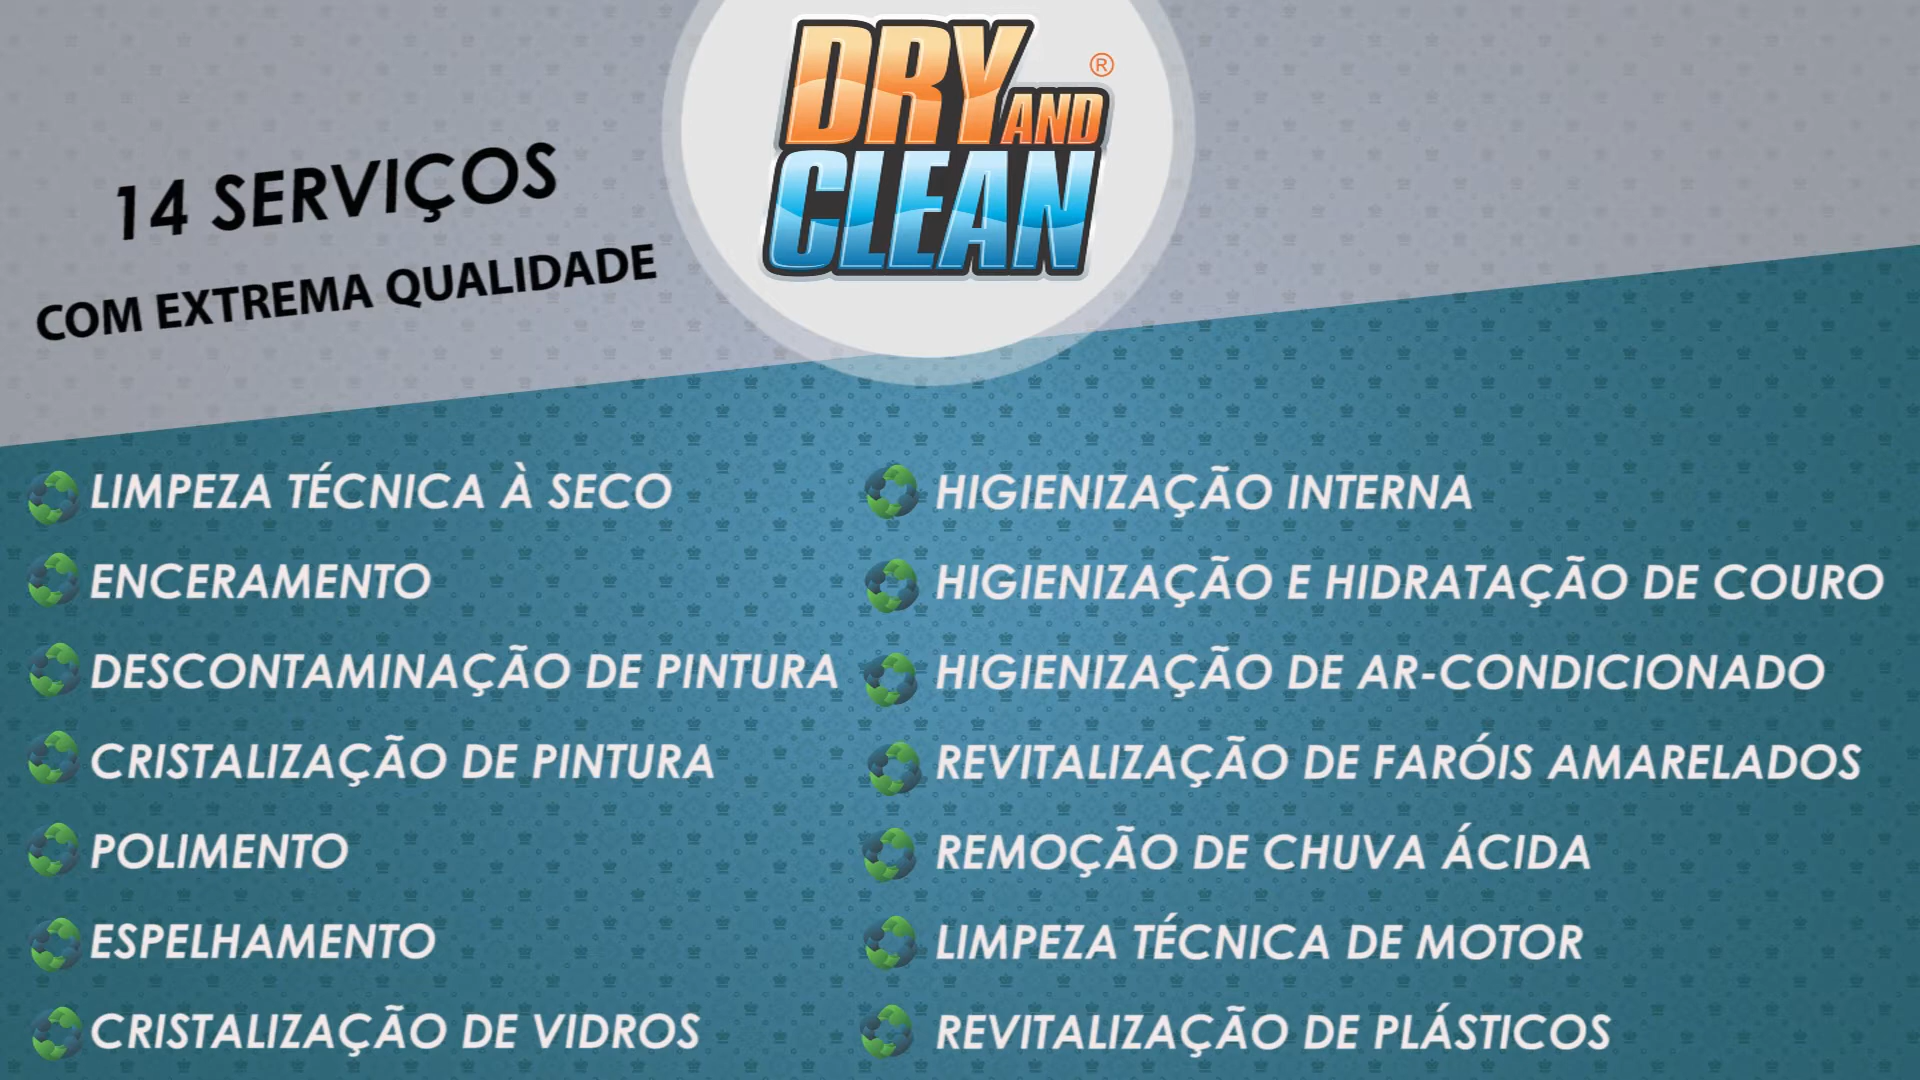 DRY AND
CLEAN ®
14 SERVIÇOS
COM EXTREMA QUALIDADE
LIMPEZA TÉCNICA À SECO
ENCERAMENTO
DESCONTAMINAÇÃO DE PINTURA
CRISTALIZAÇÃO DE PINTURA
POLIMENTO
ESPELHAMENTO
CRISTALIZAÇÃO DE VIDROS
HIGIENIZAÇÃO INTERNA
HIGIENIZAÇÃO E HIDRATAÇÃO DE COURO
HIGIENIZAÇÃO DE AR-CONDICIONADO
REVITALIZAÇÃO DE FARÓIS AMARELADOS
REMOÇÃO DE CHUVA ÁCIDA
LIMPEZA TÉCNICA DE MOTOR
REVITALIZAÇÃO DE PLÁSTICOS